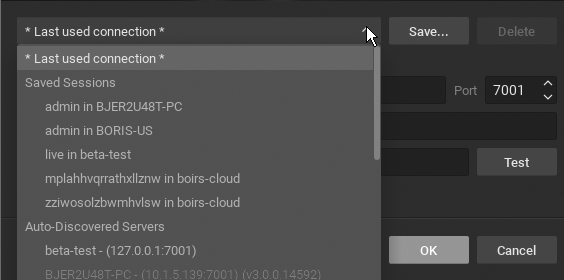 * Last used connection *
Save...
Delete
* Last used connection *
Saved Sessions
admin in BJER2U48T-PC
Port
7001
admin in BORIS-US
live in beta-test
Test
mplahhvqrrathxllznw in boirs-cloud
zziwosolzbwmhvlsw in boirs-cloud
Auto-Discovered Servers
beta-test - (127.0.0.1:7001)
OK
Cancel
BJER2U48T-PC - (10.1.5.139:7001) (v3.0.0.14592)